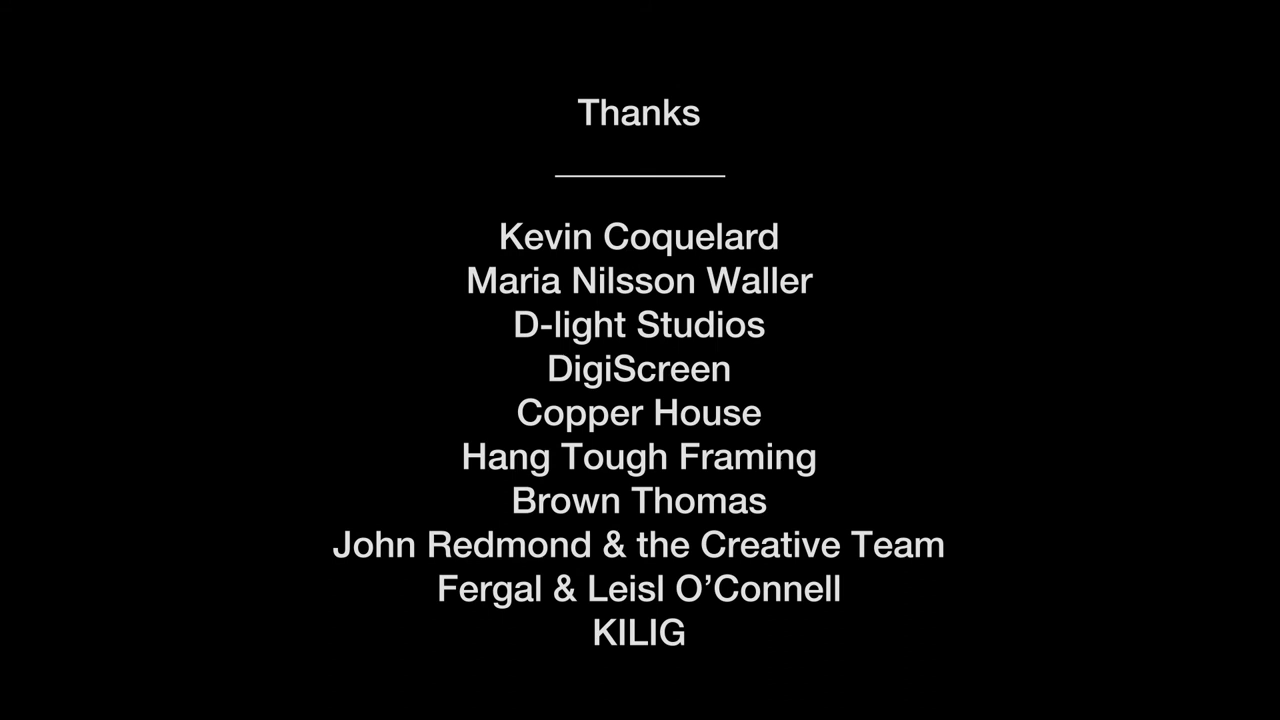 Thanks
Kevin Coquelard
Maria Nilsson Waller
D-light Studios
DigiScreen
Copper House
Hang Tough Framing
Brown Thomas
John Redmond & the Creative Team
Fergal & Leisl O’Connell
KILIG